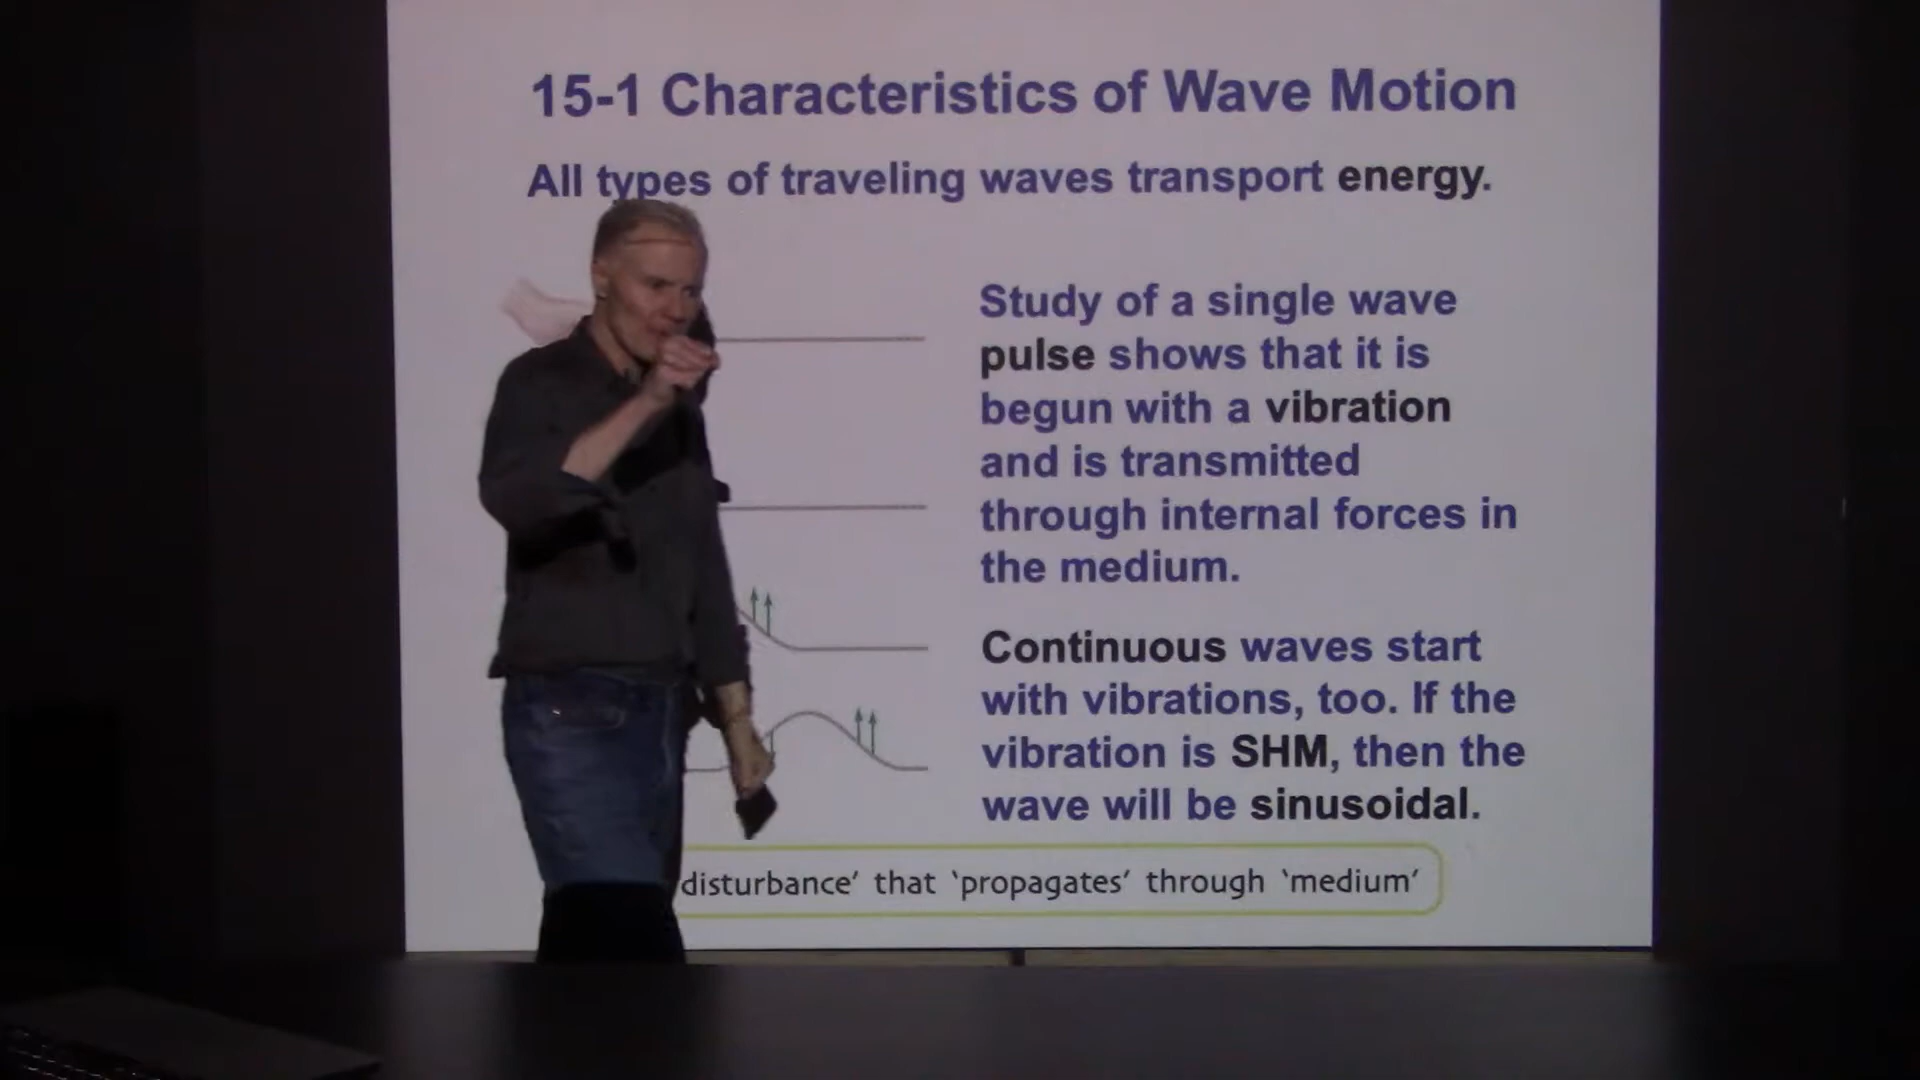 15-1 Characteristics of Wave Motion
All types of traveling waves transport energy.
Study of a single wave
pulse shows that it is
begun with a vibration
and is transmitted
through internal forces in
the medium.
Continuous waves start
with vibrations, too. If the
vibration is SHM, then the
wave will be sinusoidal.
disturbance’ that ‘propagates’ through ‘medium’